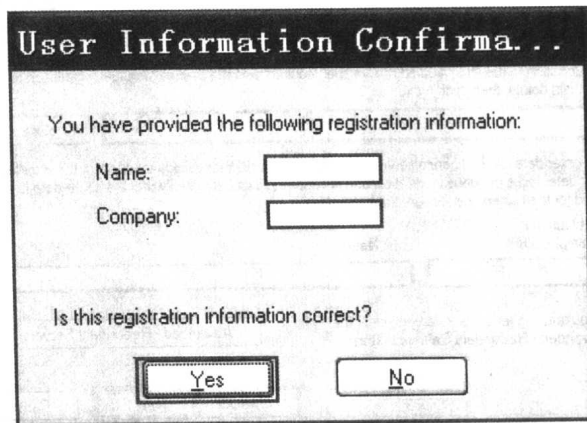 User Information Confirma...
You have provided the following registration information:
Name:
Company:
Is this registration information correct?
Yes
No